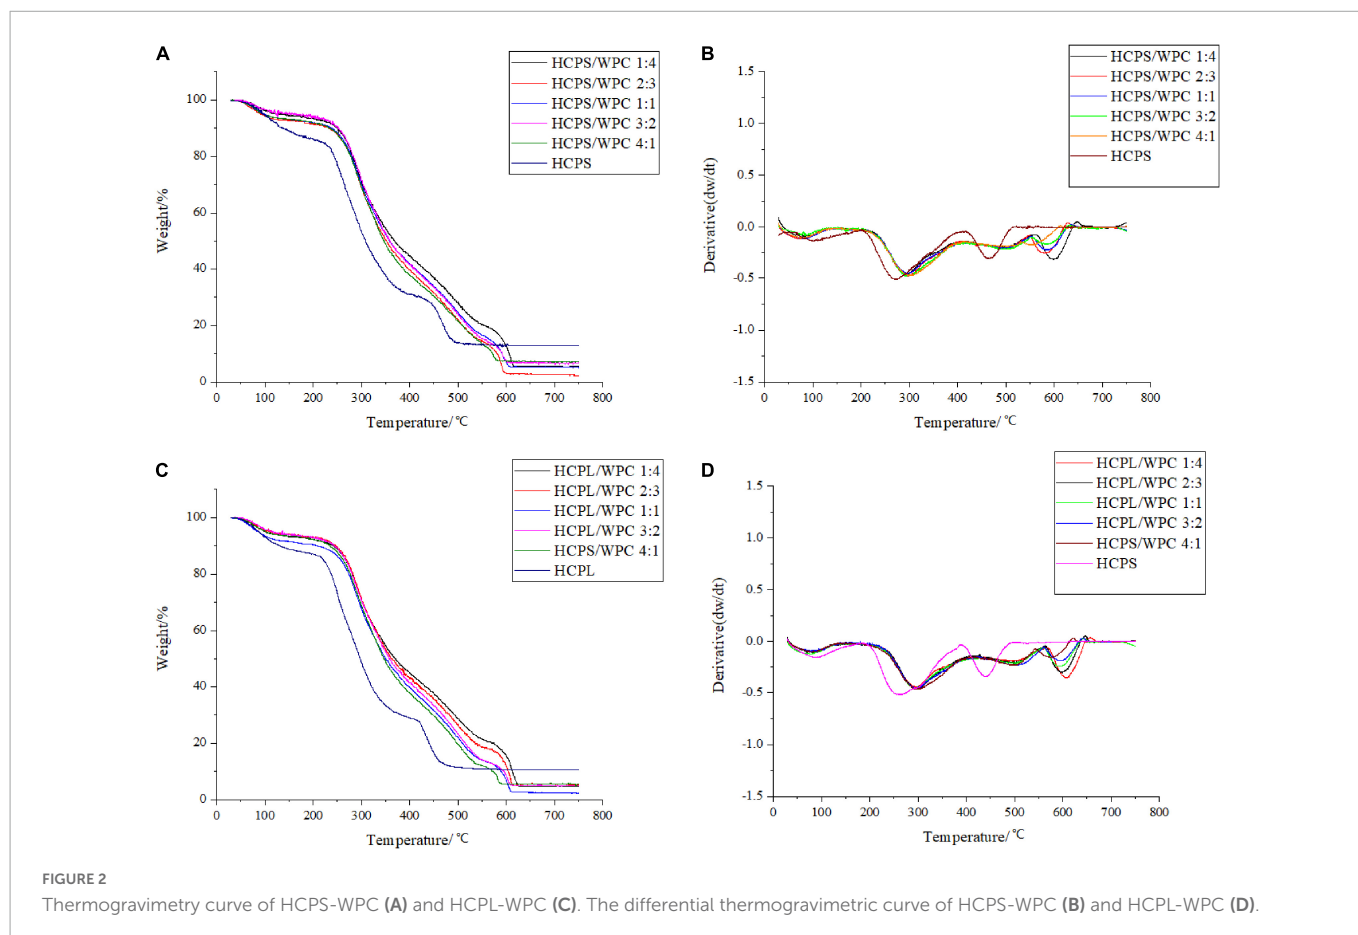 A
HCPS/WPC 1:4
HCPS/WPC 2:3
HCPS/WPC 1:1
HCPS/WPC 3:2
HCPS/WPC 4:1
HCPS
100
80
60
40
20
0
Weight/%
0 100 200 300 400 500 600 700 800
Temperature/ °C
B
HCPS/WPC 1:4
HCPS/WPC 2:3
HCPS/WPC 1:1
HCPS/WPC 3:2
HCPS/WPC 4:1
HCPS
1.5
1.0
0.5
0.0
-0.5
-1.0
-1.5
Derivative(dw/dt)
0 100 200 300 400 500 600 700 800
Temperature/ °C
C
HCPL/WPC 1:4
HCPL/WPC 2:3
HCPL/WPC 1:1
HCPL/WPC 3:2
HCPS/WPC 4:1
HCPL
100
80
60
40
20
0
Weight/%
0 100 200 300 400 500 600 700 800
Temperature/ °C
D
HCPL/WPC 1:4
HCPL/WPC 2:3
HCPL/WPC 1:1
HCPL/WPC 3:2
HCPS/WPC 4:1
HCPS
1.5
1.0
0.5
0.0
-0.5
-1.0
-1.5
Derivative(dw/dt)
0 100 200 300 400 500 600 700 800
Temperature/ °C
FIGURE 2
Thermogravimetry curve of HCPS-WPC (A) and HCPL-WPC (C). The differential thermogravimetric curve of HCPS-WPC (B) and HCPL-WPC (D).